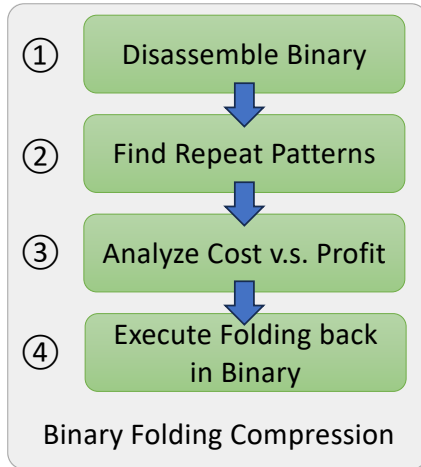 ① Disassemble Binary
② Find Repeat Patterns
③ Analyze Cost v.s. Profit
④ Execute Folding back
in Binary
Binary Folding Compression